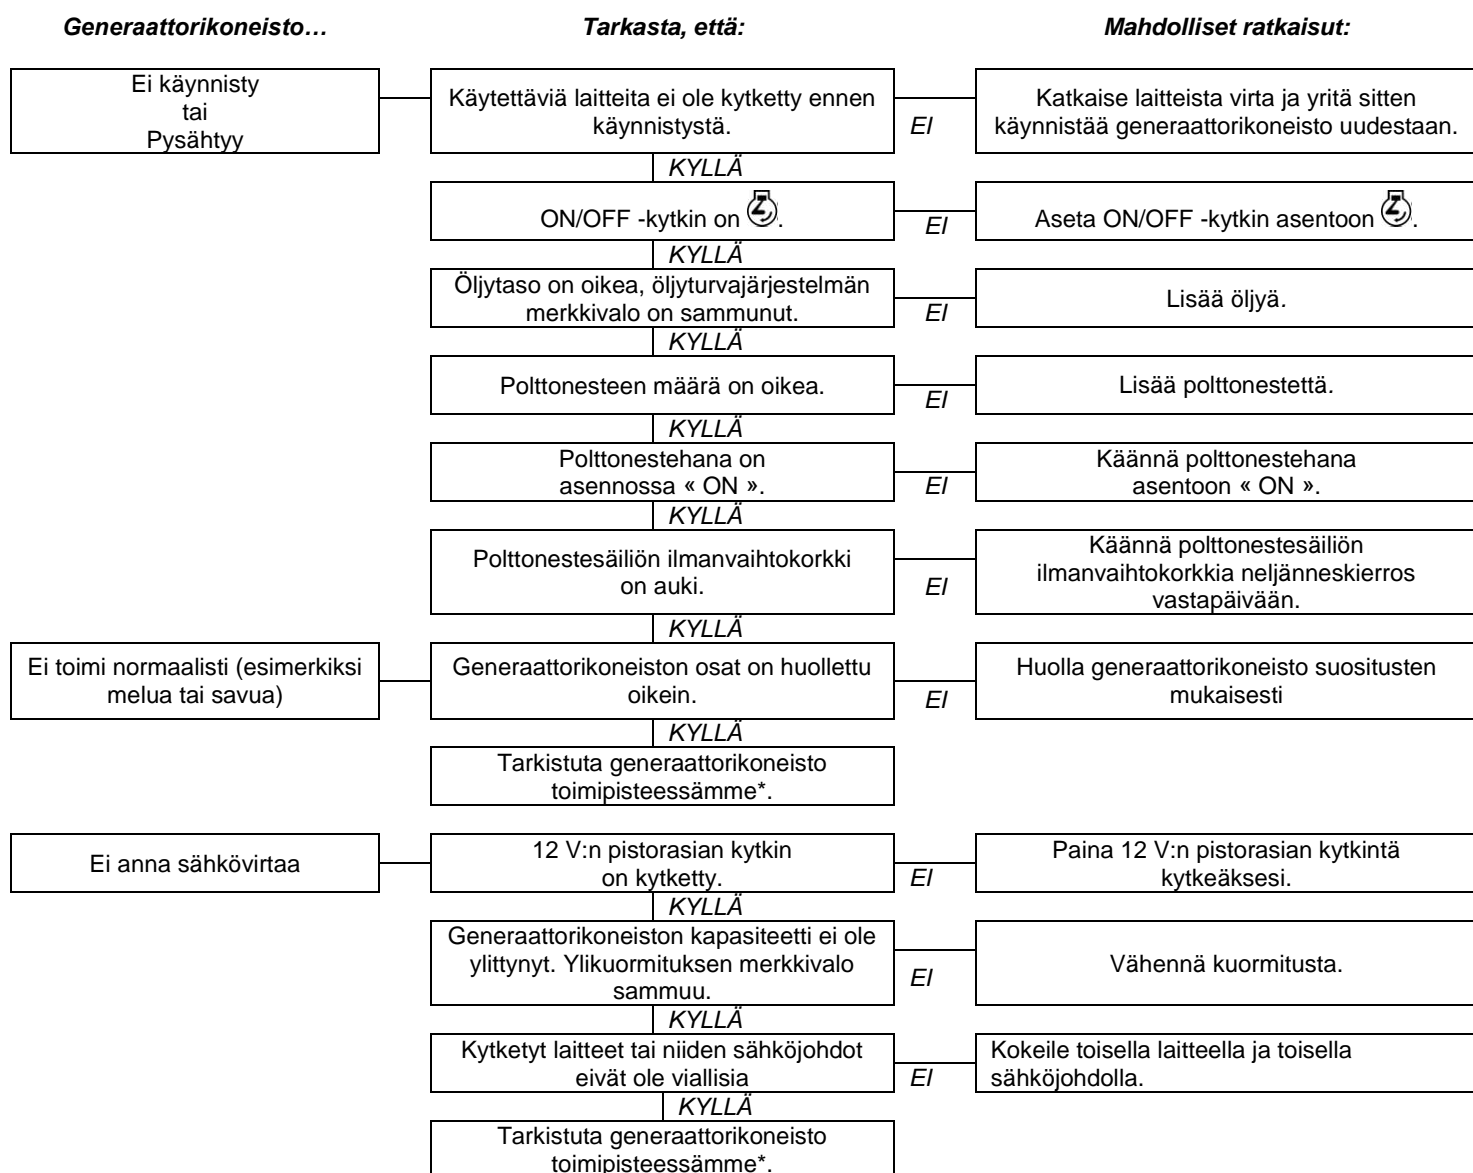 Generaattorikoneisto…
Tarkasta, että:
Mahdolliset ratkaisut:
Ei käynnisty
tai
Pysähtyy
Käytettäviä laitteita ei ole kytketty ennen
käynnistystä.
EI
Katkaise laitteista virta ja yritä sitten
käynnistää generaattorikoneisto uudestaan.
KYLLÄ
ON/OFF -kytkin on .
EI
Aseta ON/OFF -kytkin asentoon .
KYLLÄ
Öljytaso on oikea, öljyturvajärjestelmän
merkkivalo on sammunut.
EI
Lisää öljyä.
KYLLÄ
Polttonesteen määrä on oikea.
EI
Lisää polttonestettä.
KYLLÄ
Polttonestehana on
asennossa « ON ».
EI
Käännä polttonestehana
asentoon « ON ».
KYLLÄ
Polttonestesäiliön ilmanvaihtokorkki
on auki.
EI
Käännä polttonestesäiliön
ilmanvaihtokorkkia neljänneskierros
vastapäivään.
KYLLÄ
Ei toimi normaalisti (esimerkiksi
melua tai savua)
Generaattorikoneiston osat on huollettu
oikein.
EI
Huolla generaattorikoneisto suositusten
mukaisesti
KYLLÄ
Tarkistuta generaattorikoneisto
toimipisteessämme*.
Ei anna sähkövirtaa
12 V:n pistorasian kytkin
on kytketty.
EI
Paina 12 V:n pistorasian kytkintä
kytkeäksesi.
KYLLÄ
Generaattorikoneiston kapasiteetti ei ole
ylittynyt. Ylikuormituksen merkkivalo
sammuu.
EI
Vähennä kuormitusta.
KYLLÄ
Kytketyt laitteet tai niiden sähköjohdot
eivät ole viallisia
EI
Kokeile toisella laitteella ja toisella
sähköjohdolla.
KYLLÄ
Tarkistuta generaattorikoneisto
toimipisteessämme*.